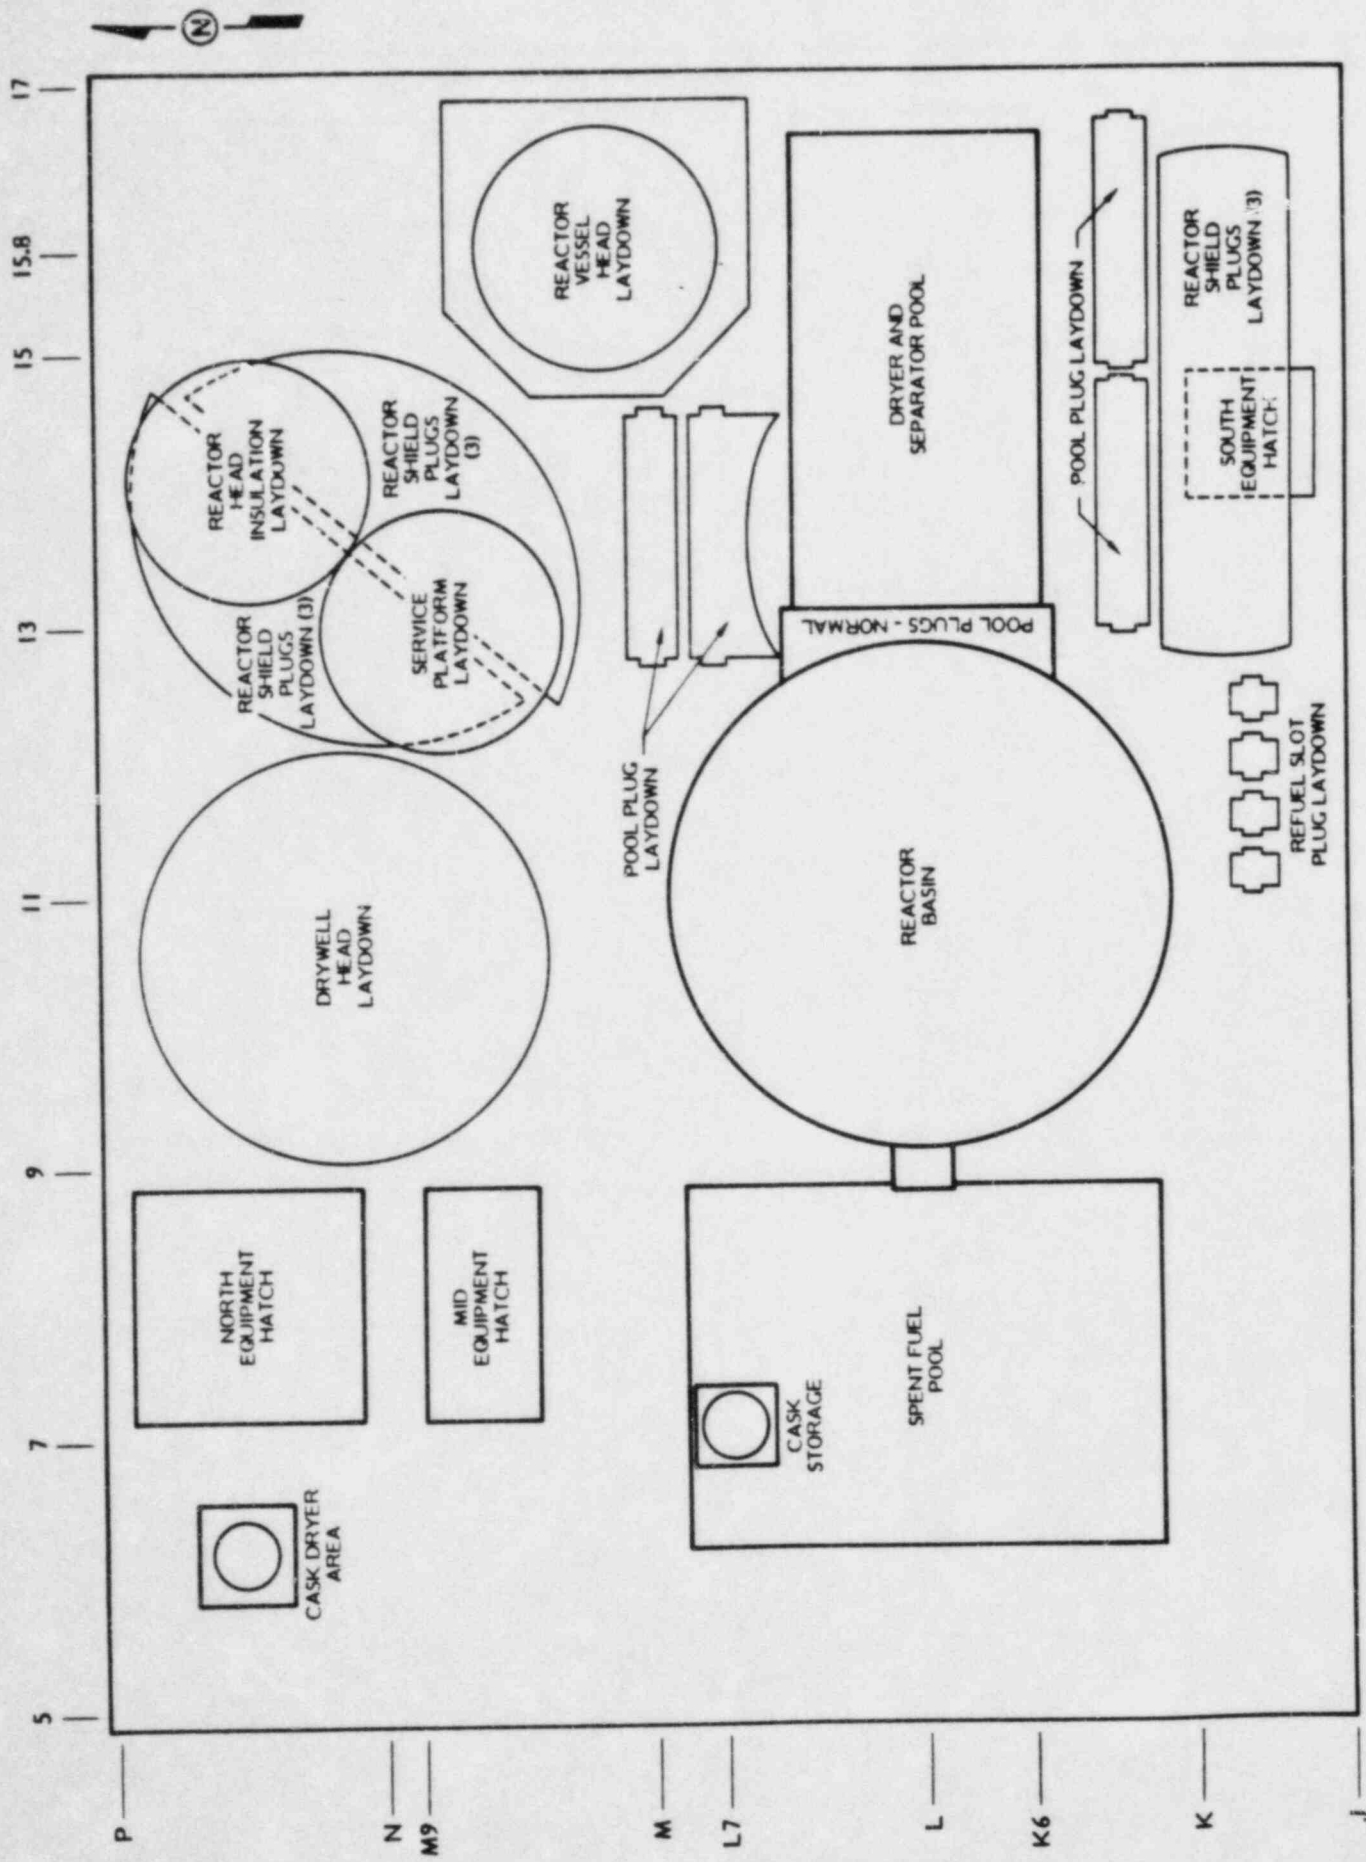 N
17
15.8
15
13
11
9
7
5
P
N
M9
M
L7
L
K6
K
J
REACTOR
HEAD
INSULATION
LAYDOWN
REACTOR
SHIELD
PLUGS
LAYDOWN
(3)
REACTOR
SHIELD
PLUGS
LAYDOWN (3)
SERVICE
PLATFORM
LAYDOWN
REACTOR
VESSEL
HEAD
LAYDOWN
DRYER AND
SEPARATOR POOL
POOL PLUG LAYDOWN
REACTOR
SHIELD
PLUGS
LAYDOWN (3)
SOUTH
EQUIPMENT
HATCH
POOL PLUGS - NORMAL
POOL PLUG
LAYDOWN
REFUEL SLOT
PLUG LAYDOWN
DRYWELL
HEAD
LAYDOWN
REACTOR
BASIN
NORTH
EQUIPMENT
HATCH
MID
EQUIPMENT
HATCH
SPENT FUEL
POOL
CASK
STORAGE
CASK DRYER
AREA